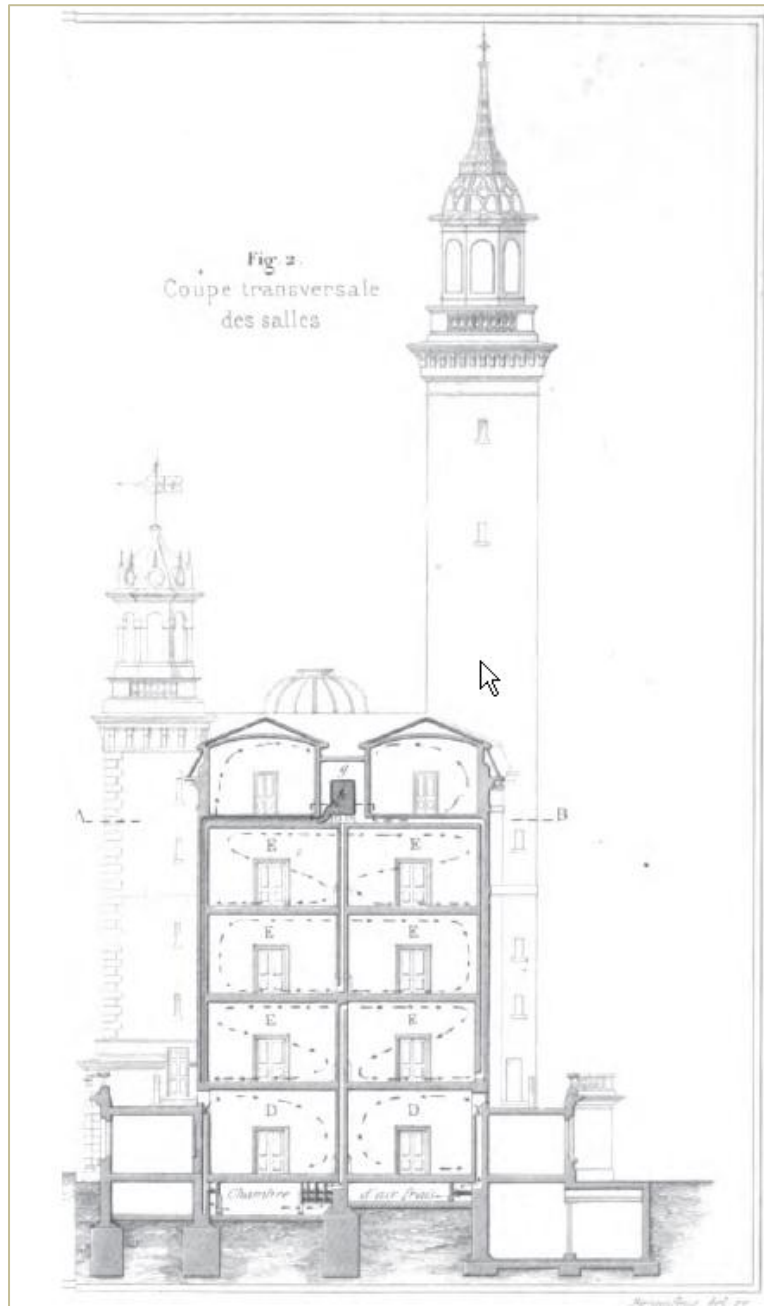 Fig. 2.
Coupe transversale
des salles
g
A B
E E
E E
E E
D D
Chambre d'air frais